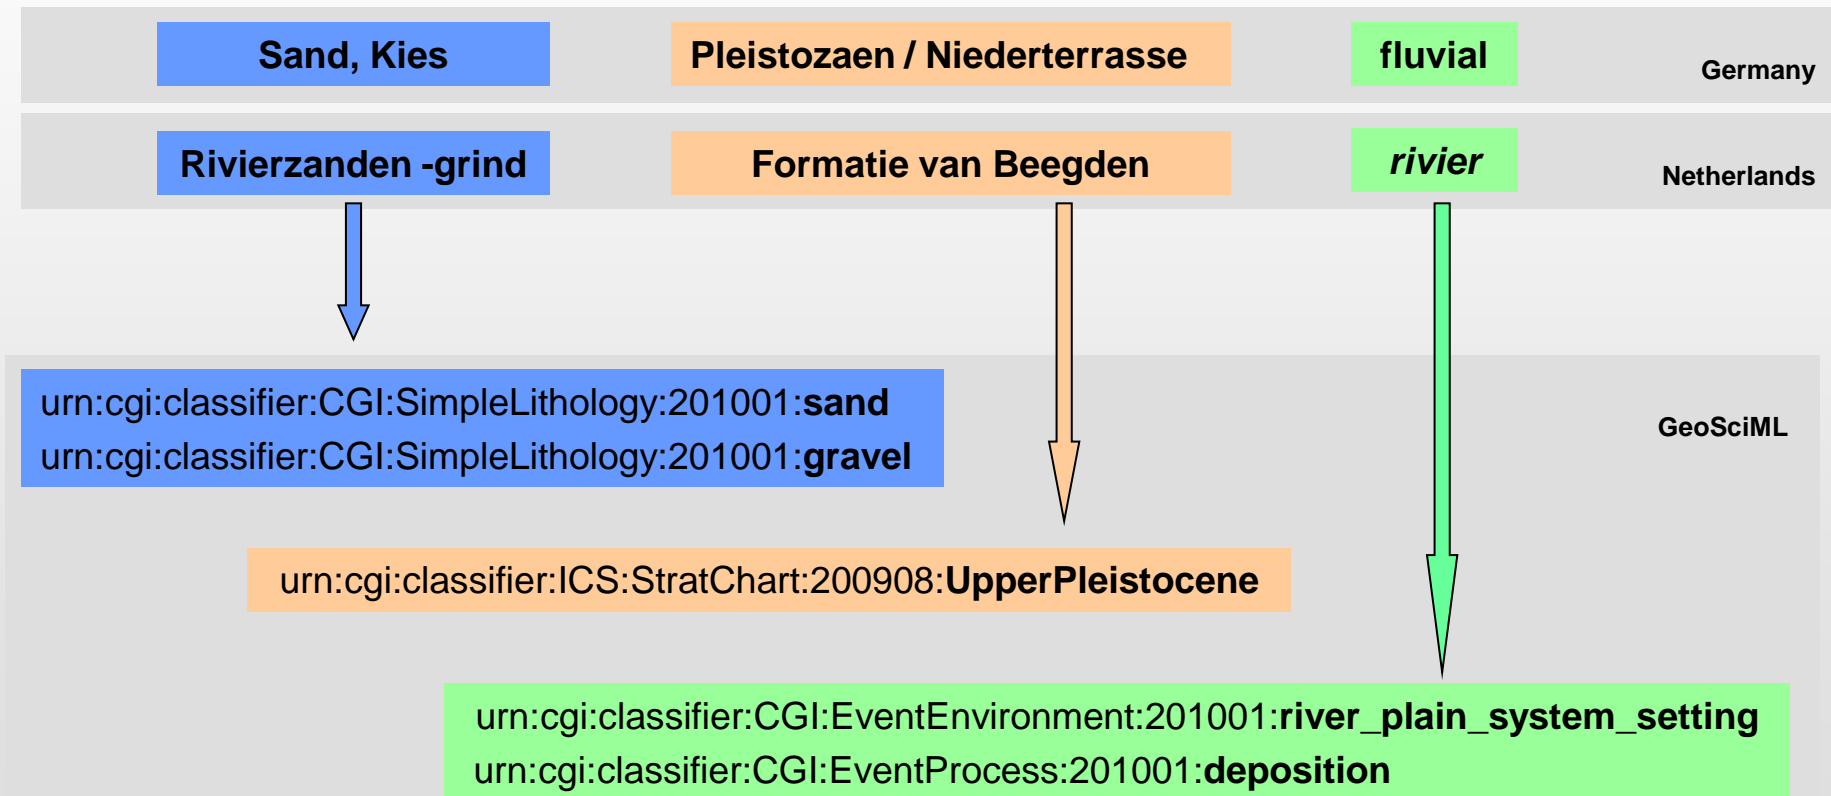 Sand, Kies
Pleistozaen / Niederterrasse
fluvial
Germany
Rivierzanden -grind
Formatie van Beegden
rivier
Netherlands
urn:cgi:classifier:CGI:SimpleLithology:201001:sand
urn:cgi:classifier:CGI:SimpleLithology:201001:gravel
GeoSciML
urn:cgi:classifier:ICS:StratChart:200908:UpperPleistocene
urn:cgi:classifier:CGI:EventEnvironment:201001:river_plain_system_setting
urn:cgi:classifier:CGI:EventProcess:201001:deposition